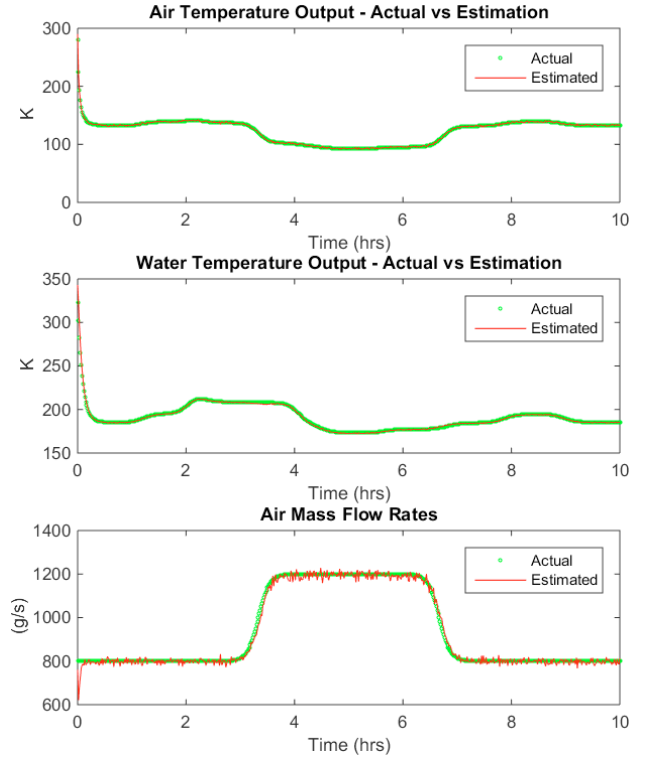 Air Temperature Output - Actual vs Estimation
300
200
100
0
K
Actual
Estimated
0 2 4 6 8 10
Time (hrs)
Water Temperature Output - Actual vs Estimation
350
300
250
200
150
K
Actual
Estimated
0 2 4 6 8 10
Time (hrs)
Air Mass Flow Rates
1400
1200
1000
800
600
(g/s)
Actual
Estimated
0 2 4 6 8 10
Time (hrs)